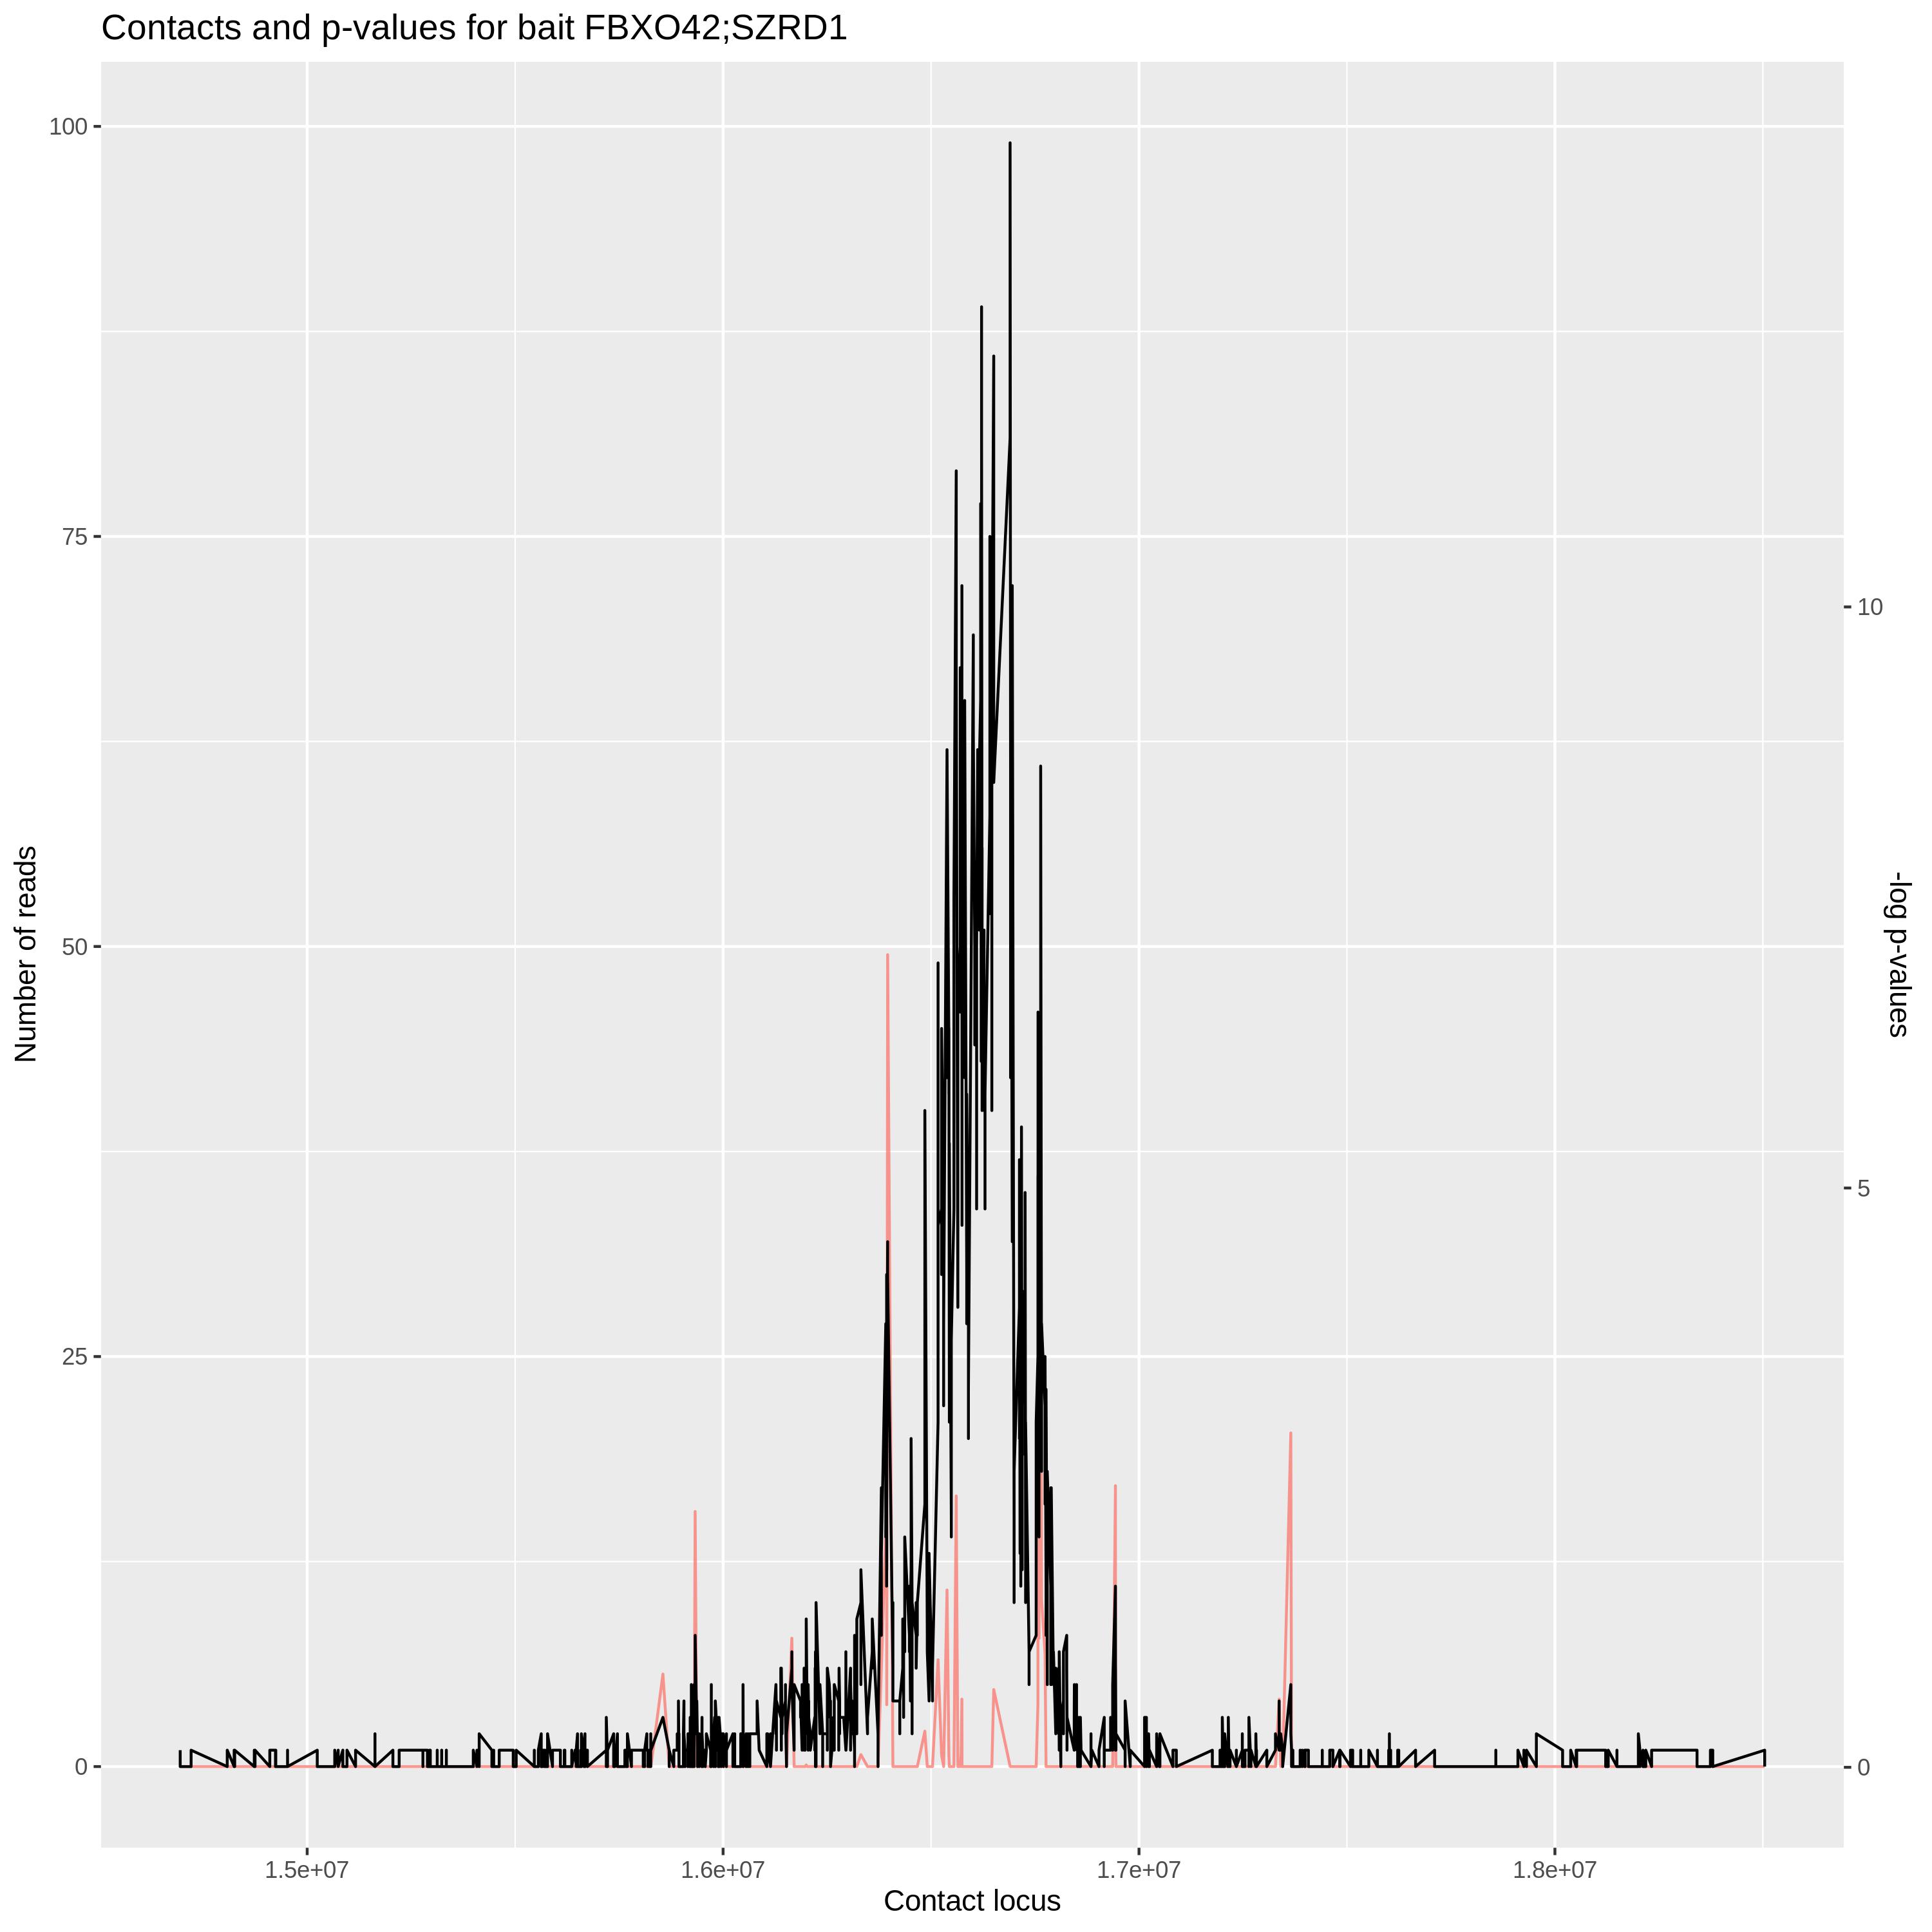 Contacts and p-values for bait FBXO42;SZRD1
100
75
50
25
0
Number of reads
10
5
0
-log p-values
1.5e+07
1.6e+07
1.7e+07
1.8e+07
Contact locus